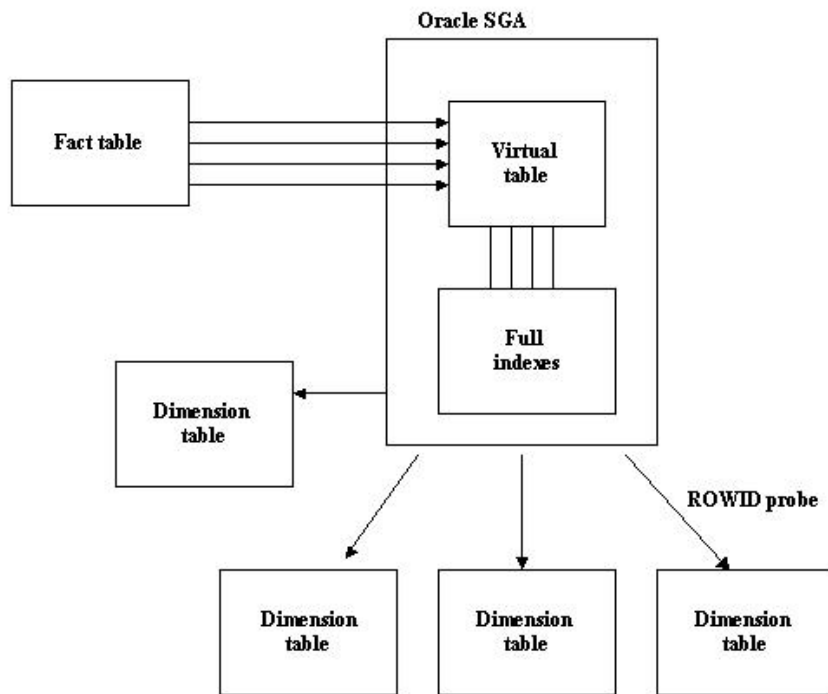 Oracle SGA
Fact table
Virtual
table
Full
indexes
Dimension
table
ROWID probe
Dimension
table
Dimension
table
Dimension
table